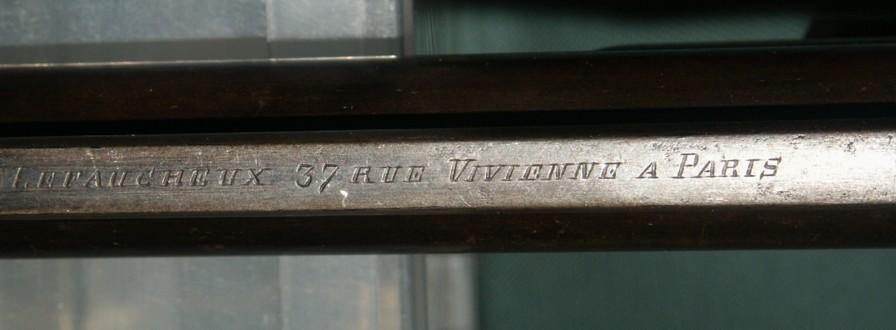 LEFAUCHEUX 37 RUE VIVIENNE A PARIS